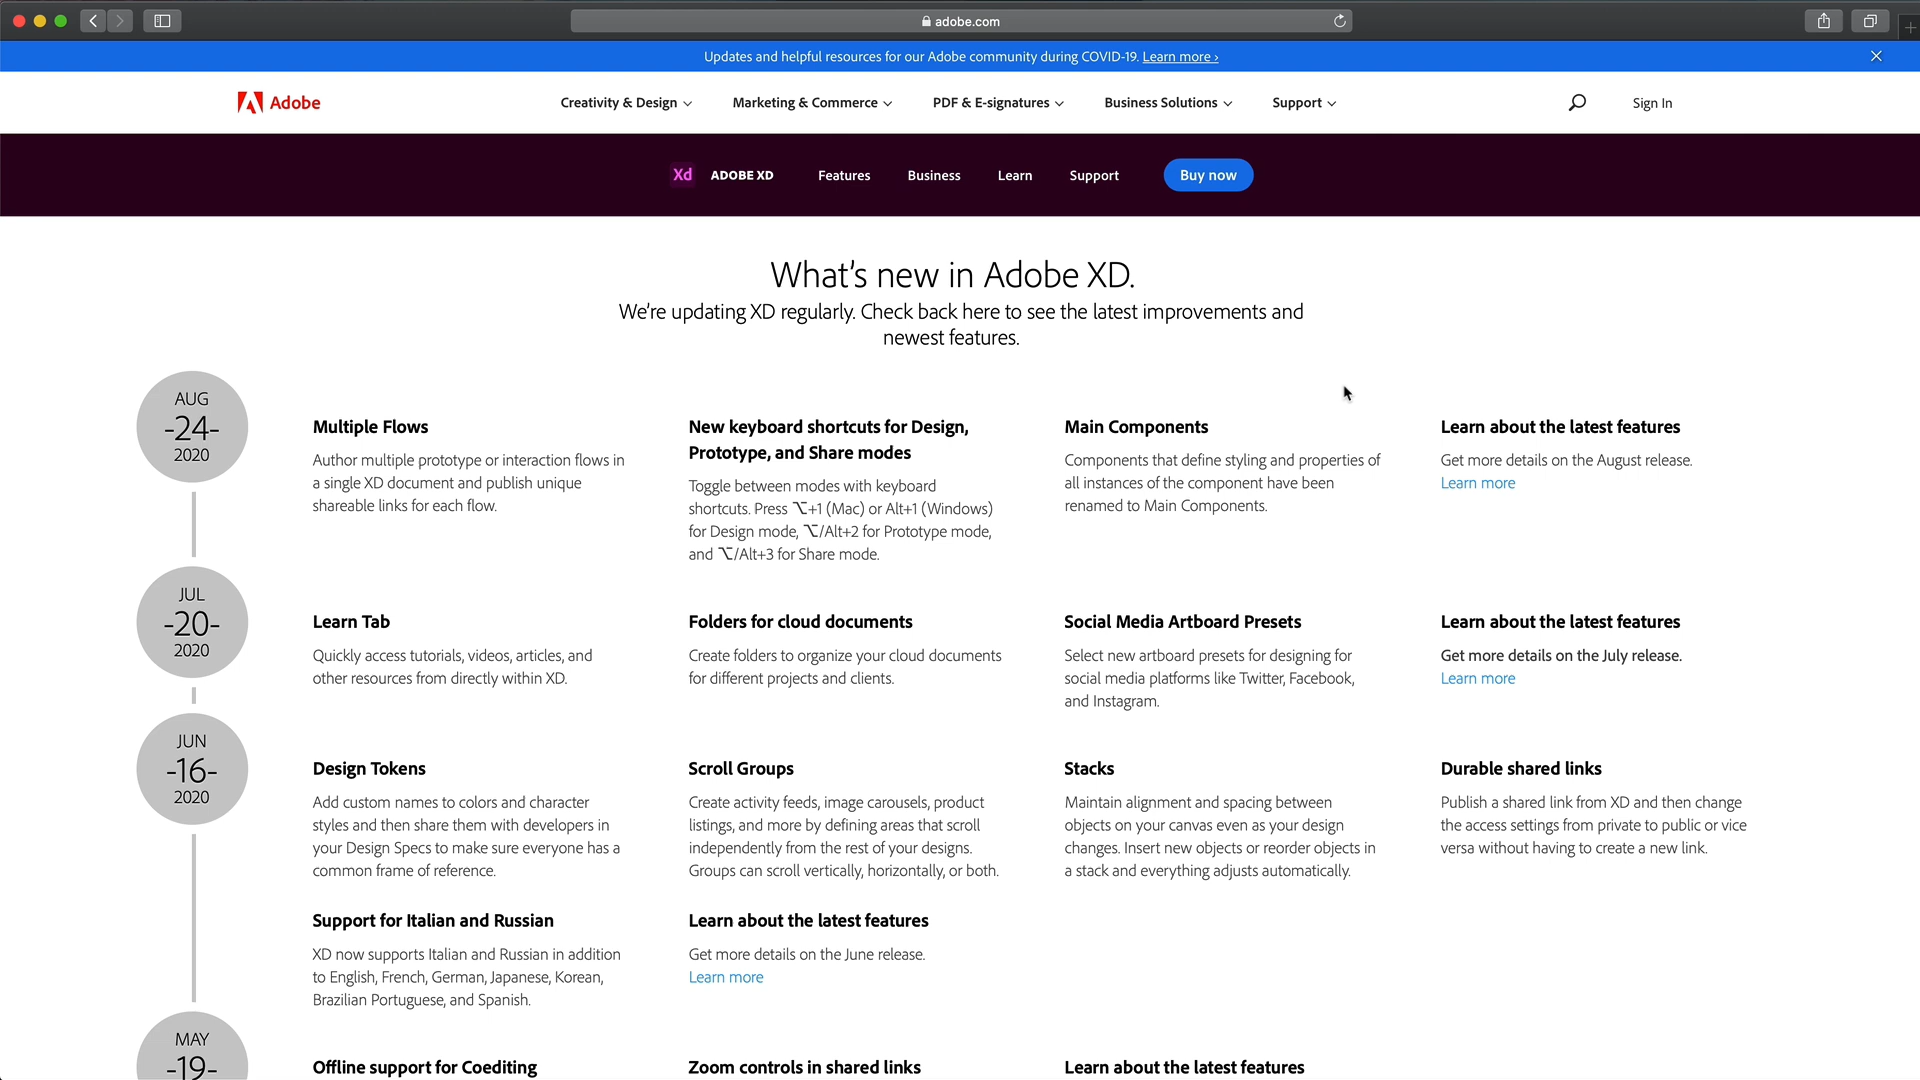 adobe.com
Updates and helpful resources for our Adobe community during COVID-19. Learn more ›
Adobe
Creativity & Design
Marketing & Commerce
PDF & E-signatures
Business Solutions
Support
Sign In
Xd
ADOBE XD
Features
Business
Learn
Support
Buy now
What's new in Adobe XD.
We're updating XD regularly. Check back here to see the latest improvements and
newest features.
AUG
-24-
2020
Multiple Flows
Author multiple prototype or interaction flows in
a single XD document and publish unique
shareable links for each flow.
New keyboard shortcuts for Design,
Prototype, and Share modes
Toggle between modes with keyboard
shortcuts. Press ⌥+1 (Mac) or Alt+1 (Windows)
for Design mode, ⌥/Alt+2 for Prototype mode,
and ⌥/Alt+3 for Share mode.
Main Components
Components that define styling and properties of
all instances of the component have been
renamed to Main Components.
Learn about the latest features
Get more details on the August release.
Learn more
JUL
-20-
2020
Learn Tab
Quickly access tutorials, videos, articles, and
other resources from directly within XD.
Folders for cloud documents
Create folders to organize your cloud documents
for different projects and clients.
Social Media Artboard Presets
Select new artboard presets for designing for
social media platforms like Twitter, Facebook,
and Instagram.
Learn about the latest features
Get more details on the July release.
Learn more
JUN
-16-
2020
Design Tokens
Add custom names to colors and character
styles and then share them with developers in
your Design Specs to make sure everyone has a
common frame of reference.
Scroll Groups
Create activity feeds, image carousels, product
listings, and more by defining areas that scroll
independently from the rest of your designs.
Groups can scroll vertically, horizontally, or both.
Stacks
Maintain alignment and spacing between
objects on your canvas even as your design
changes. Insert new objects or reorder objects in
a stack and everything adjusts automatically.
Durable shared links
Publish a shared link from XD and then change
the access settings from private to public or vice
versa without having to create a new link.
Support for Italian and Russian
XD now supports Italian and Russian in addition
to English, French, German, Japanese, Korean,
Brazilian Portuguese, and Spanish.
Learn about the latest features
Get more details on the June release.
Learn more
MAY
-19-
Offline support for Coediting
Zoom controls in shared links
Learn about the latest features